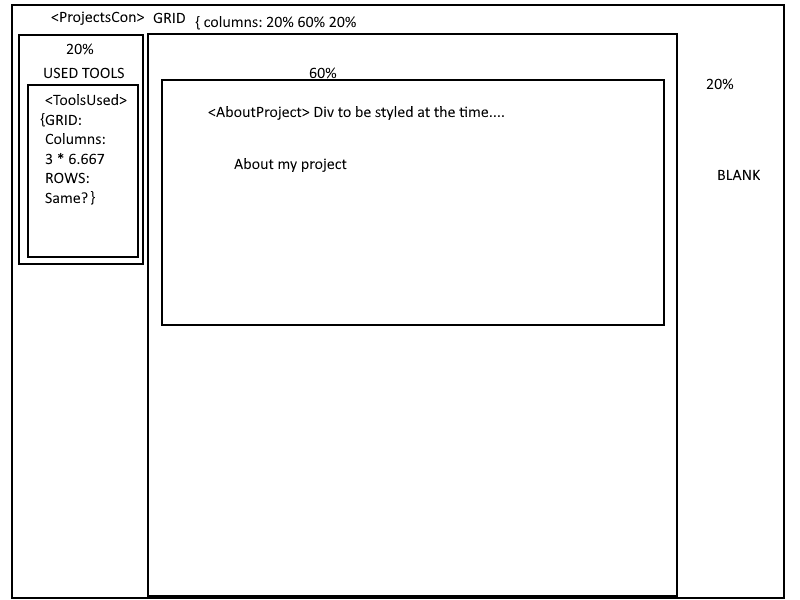 <ProjectsCon> GRID { columns: 20% 60% 20%
20%
USED TOOLS
<ToolsUsed>
{GRID:
Columns:
3 * 6.667
ROWS:
Same? }
60%
<AboutProject> Div to be styled at the time....
About my project
20%
BLANK